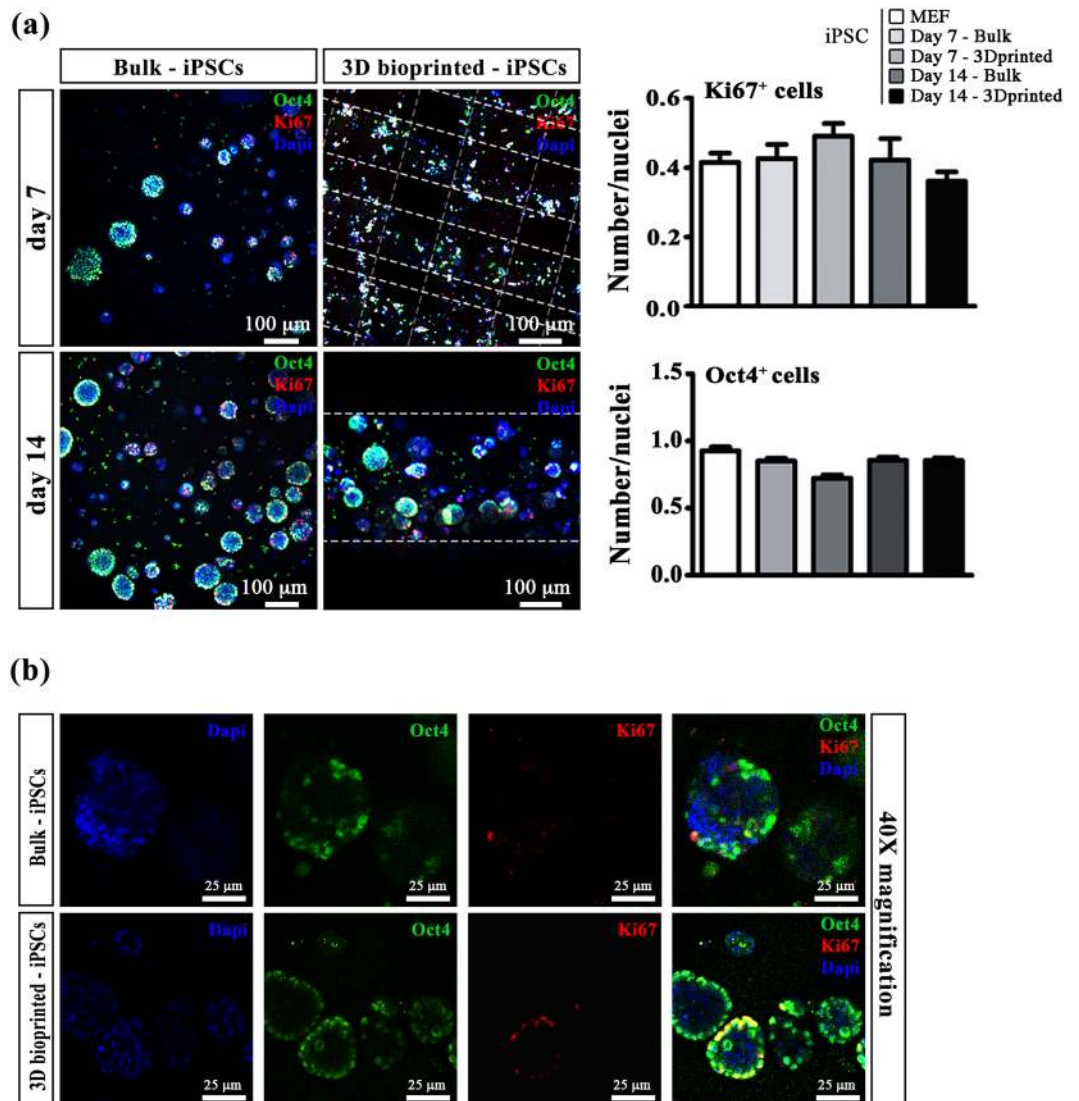 (a)
Bulk - iPSCs
3D bioprinted - iPSCs
day 7
Oct4
Ki67
Dapi
100 µm
Oct4
Ki67
Dapi
100 µm
day 14
Oct4
Ki67
Dapi
100 µm
Oct4
Ki67
Dapi
100 µm
iPSC
MEF
Day 7 - Bulk
Day 7 - 3Dprinted
Day 14 - Bulk
Day 14 - 3Dprinted
Ki67+ cells
Number/nuclei
0.6
0.4
0.2
0.0
Oct4+ cells
Number/nuclei
1.5
1.0
0.5
0.0
(b)
Bulk - iPSCs
Dapi
25 µm
Oct4
25 µm
Ki67
25 µm
Oct4
Ki67
Dapi
25 µm
3D bioprinted - iPSCs
Dapi
25 µm
Oct4
25 µm
Ki67
25 µm
Oct4
Ki67
Dapi
25 µm
40X magnification